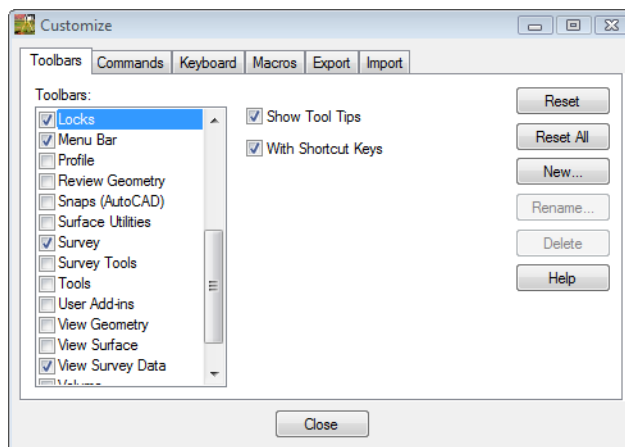 Customize
Toolbars Commands Keyboard Macros Export Import
Toolbars:
Locks
Menu Bar
Profile
Review Geometry
Snaps (AutoCAD)
Surface Utilities
Survey
Survey Tools
Tools
User Add-ins
View Geometry
View Surface
View Survey Data
Show Tool Tips
With Shortcut Keys
Reset
Reset All
New...
Rename...
Delete
Help
Close